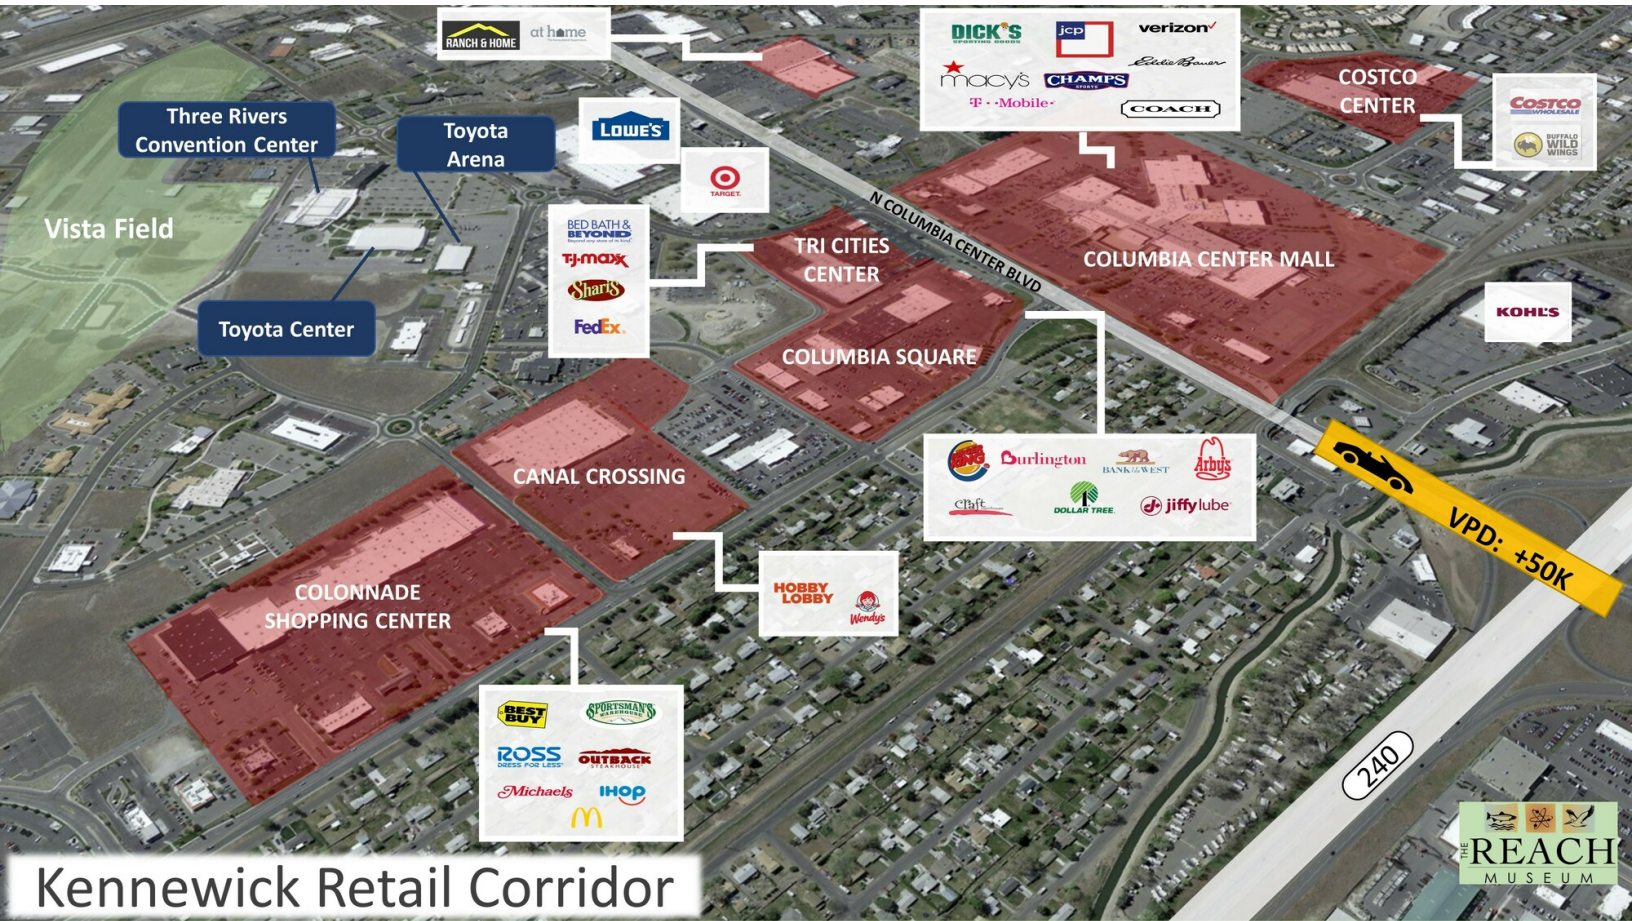 RANCH & HOME
at home
DICK'S
SPORTING GOODS
jcp
verizon
macy's
CHAMPS
SPORTS
Eddie Bauer
T··Mobile·
COACH
COSTCO
CENTER
COSTCO
WHOLESALE
BUFFALO
WILD
WINGS
Three Rivers
Convention Center
Toyota
Arena
LOWE'S
TARGET
Vista Field
BED BATH &
BEYOND
T·J·maxx
Shari's
FedEx
N COLUMBIA CENTER BLVD
TRI CITIES
CENTER
COLUMBIA CENTER MALL
Toyota Center
KOHL'S
COLUMBIA SQUARE
BURGER
KING
Burlington
BANK of the WEST
Arby's
Craft
DOLLAR TREE
jiffy lube
CANAL CROSSING
VPD: +50K
HOBBY
LOBBY
Wendy's
COLONNADE
SHOPPING CENTER
BEST
BUY
SPORTSMAN'S
WAREHOUSE
ROSS
DRESS FOR LESS
OUTBACK
STEAKHOUSE
Michaels
IHOP
240
THE
REACH
MUSEUM
Kennewick Retail Corridor